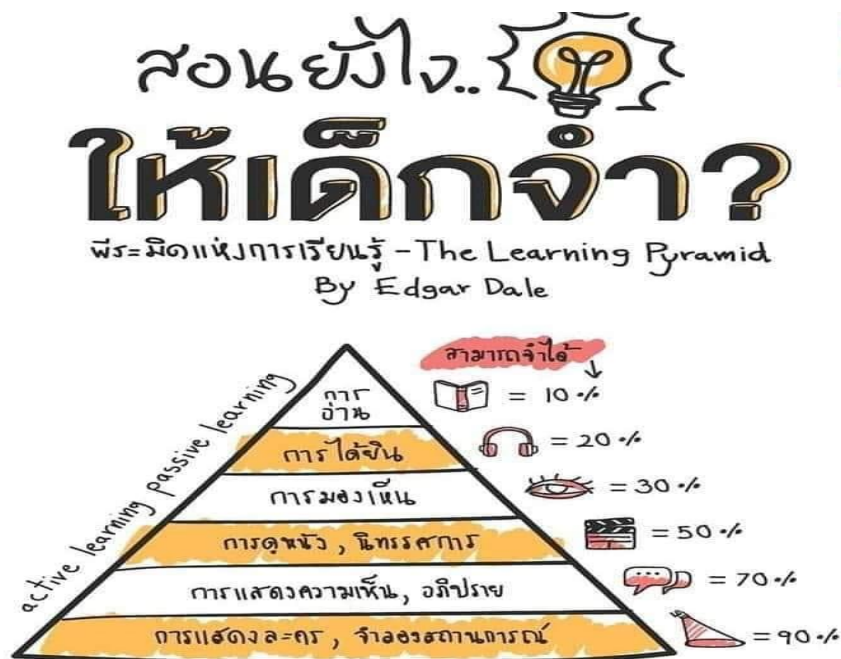 สอนยังไง..
ให้เด็กจำ?
พีระมิดแห่งการเรียนรู้ - The Learning Pyramid
By Edgar Dale
สามารถจำได้
การ
อ่าน
= 10 %
การได้ยิน
= 20 %
การมองเห็น
= 30 %
การดูหนัง, นิทรรศการ
= 50 %
การแสดงความเห็น, อภิปราย
= 70 %
การแสดงละคร, จำลองสถานการณ์
= 90 %
passive learning
active learning